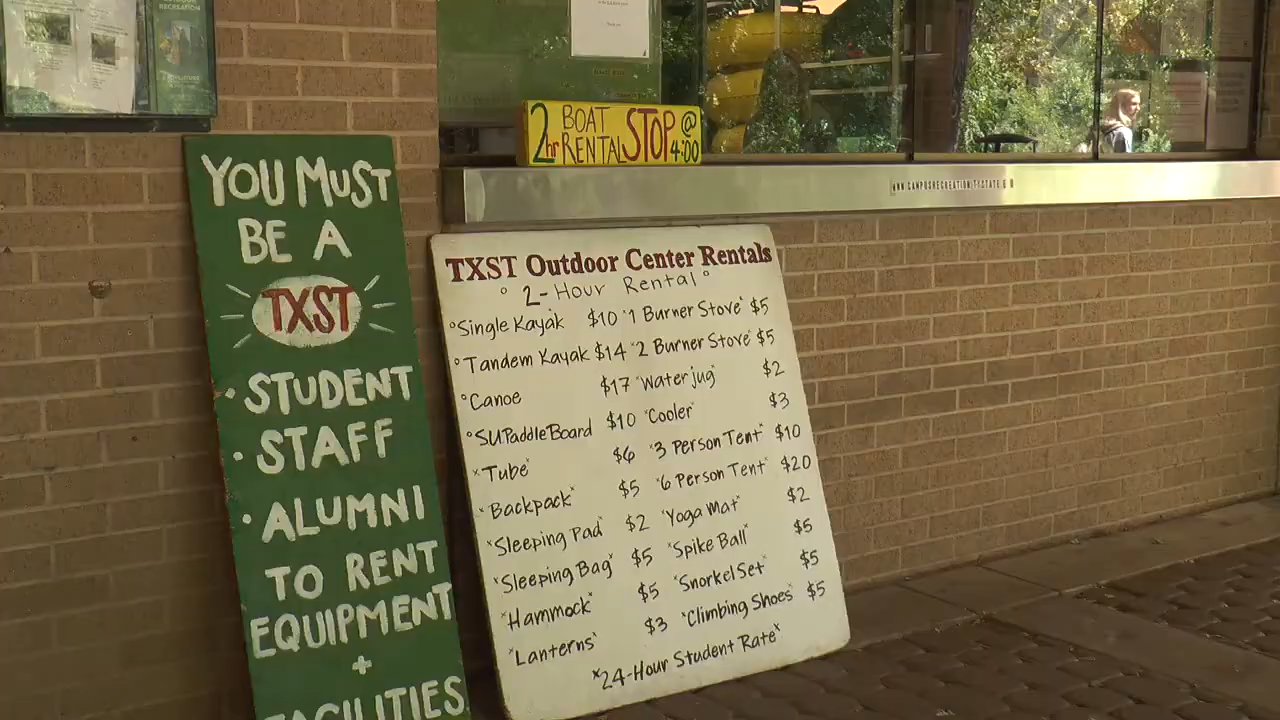 YOU MUST
BE A
TXST
• STUDENT
• STAFF
• ALUMNI
TO RENT
EQUIPMENT
+
FACILITIES
2hr BOAT RENTAL STOP @ 4:00
TXST Outdoor Center Rentals
° 2-Hour Rental °
°Single Kayak $10 *1 Burner Stove* $5
°Tandem Kayak $14 *2 Burner Stove* $5
°Canoe $17 *Water jug* $2
°SUPaddleBoard $10 *Cooler* $3
*Tube* $6 *3 Person Tent* $10
*Backpack* $5 *6 Person Tent* $20
*Sleeping Pad* $2 *Yoga Mat* $2
*Sleeping Bag* $5 *Spike Ball* $5
*Hammock* $5 *Snorkel Set* $5
*Lanterns* $3 *Climbing Shoes* $5
*24-Hour Student Rate*